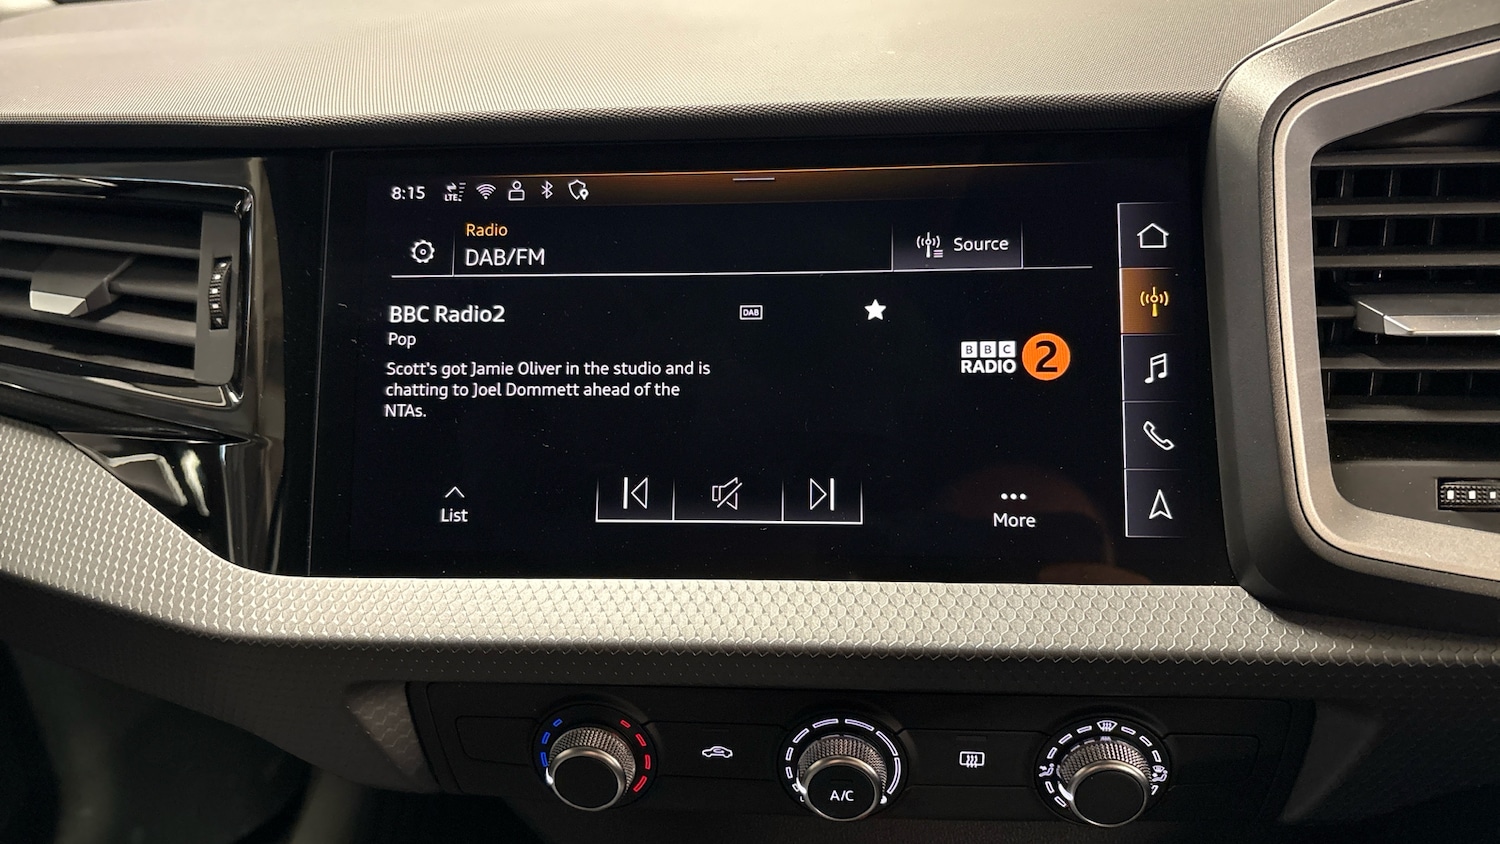 8:15 LTE
Radio
DAB/FM
Source
BBC Radio2
DAB
Pop
Scott's got Jamie Oliver in the studio and is
chatting to Joel Dommett ahead of the
NTAs.
BBC
RADIO 2
List
More
A/C